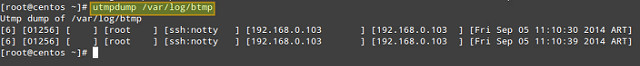 [root@centos ~]# utmpdump /var/log/btmp
Utmp dump of /var/log/btmp
[6] [01256] [    ] [root    ] [ssh:notty   ] [192.168.0.103       ] [192.168.0.103  ] [Fri Sep 05 11:10:30 2014 ART]
[6] [01256] [    ] [root    ] [ssh:notty   ] [192.168.0.103       ] [192.168.0.103  ] [Fri Sep 05 11:10:39 2014 ART]
[root@centos ~]#